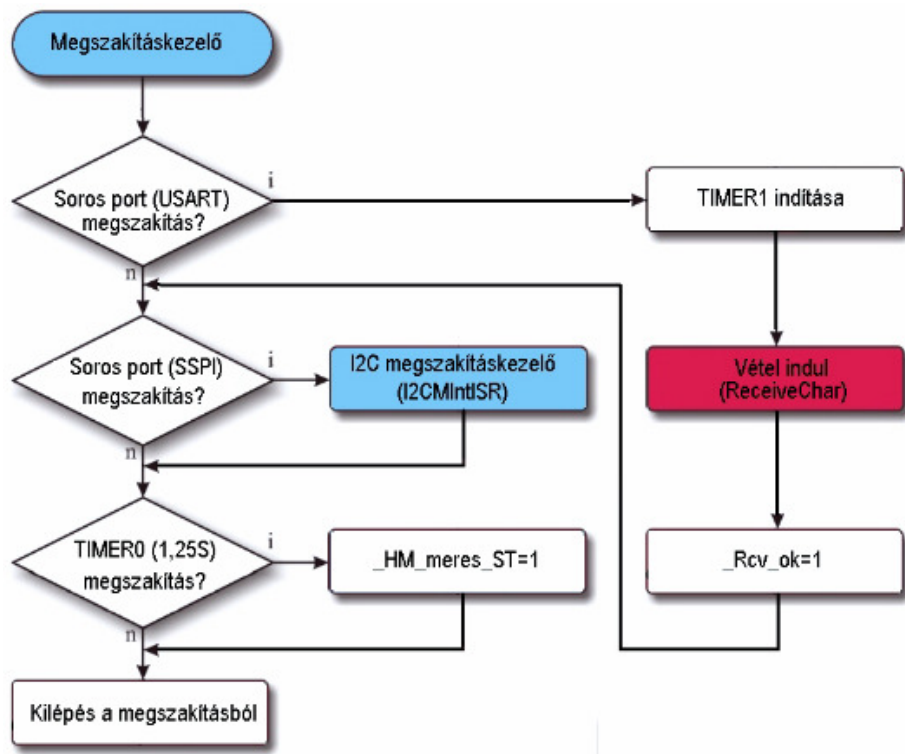 Megszakításkezelő
Soros port (USART)
megszakítás?
i
n
TIMER1 indítása
Soros port (SSPI)
megszakítás?
i
n
I2C megszakításkezelő
(I2CMIntISR)
Vétel indul
(ReceiveChar)
TIMER0 (1,25S)
megszakítás?
i
n
_HM_meres_ST=1
_Rcv_ok=1
Kilépés a megszakításból